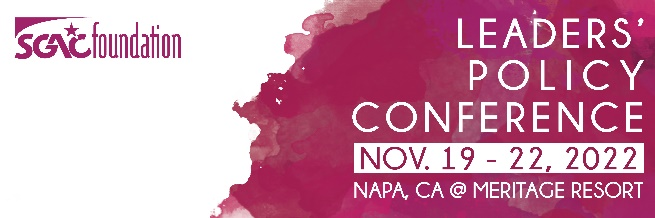 SGAC foundation
LEADERS'
POLICY
CONFERENCE
NOV. 19 - 22, 2022
NAPA, CA @ MERITAGE RESORT